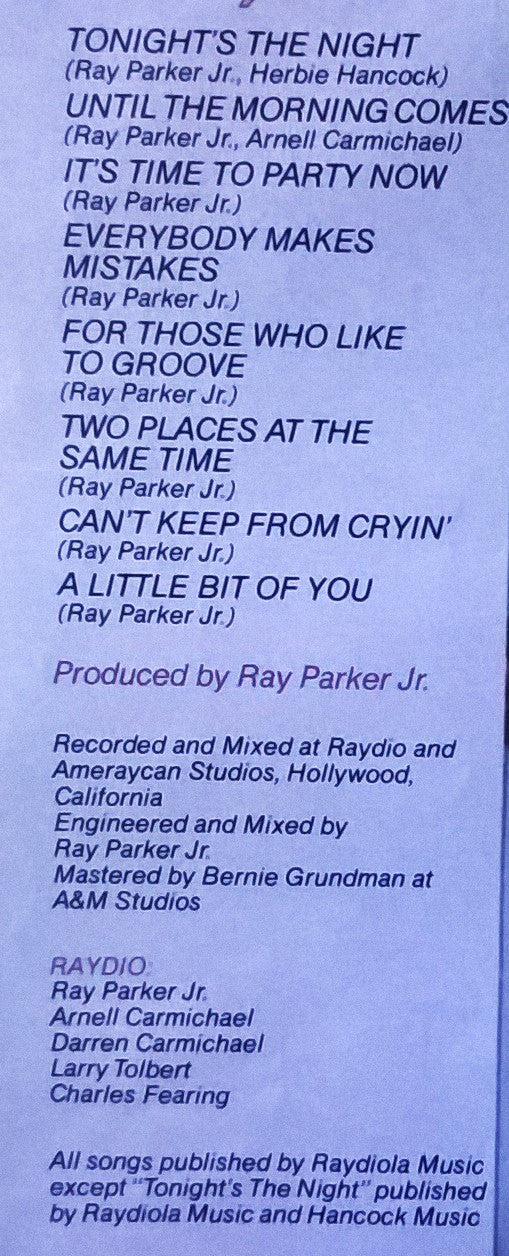 TONIGHT'S THE NIGHT
(Ray Parker Jr., Herbie Hancock)
UNTIL THE MORNING COMES
(Ray Parker Jr., Arnell Carmichael)
IT'S TIME TO PARTY NOW
(Ray Parker Jr.)
EVERYBODY MAKES
MISTAKES
(Ray Parker Jr.)
FOR THOSE WHO LIKE
TO GROOVE
(Ray Parker Jr.)
TWO PLACES AT THE
SAME TIME
(Ray Parker Jr.)
CAN'T KEEP FROM CRYIN'
(Ray Parker Jr.)
A LITTLE BIT OF YOU
(Ray Parker Jr.)
Produced by Ray Parker Jr.
Recorded and Mixed at Raydio and
Ameraycan Studios, Hollywood,
California
Engineered and Mixed by
Ray Parker Jr.
Mastered by Bernie Grundman at
A&M Studios
RAYDIO:
Ray Parker Jr.
Arnell Carmichael
Darren Carmichael
Larry Tolbert
Charles Fearing
All songs published by Raydiola Music
except "Tonight's The Night" published
by Raydiola Music and Hancock Music